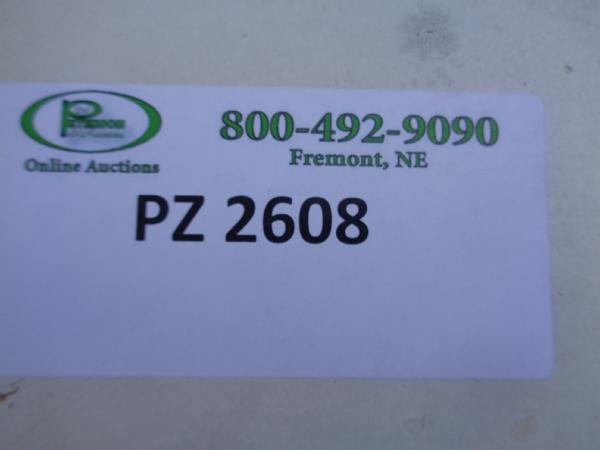 800-492-9090
Fremont, NE
Online Auctions
PZ 2608